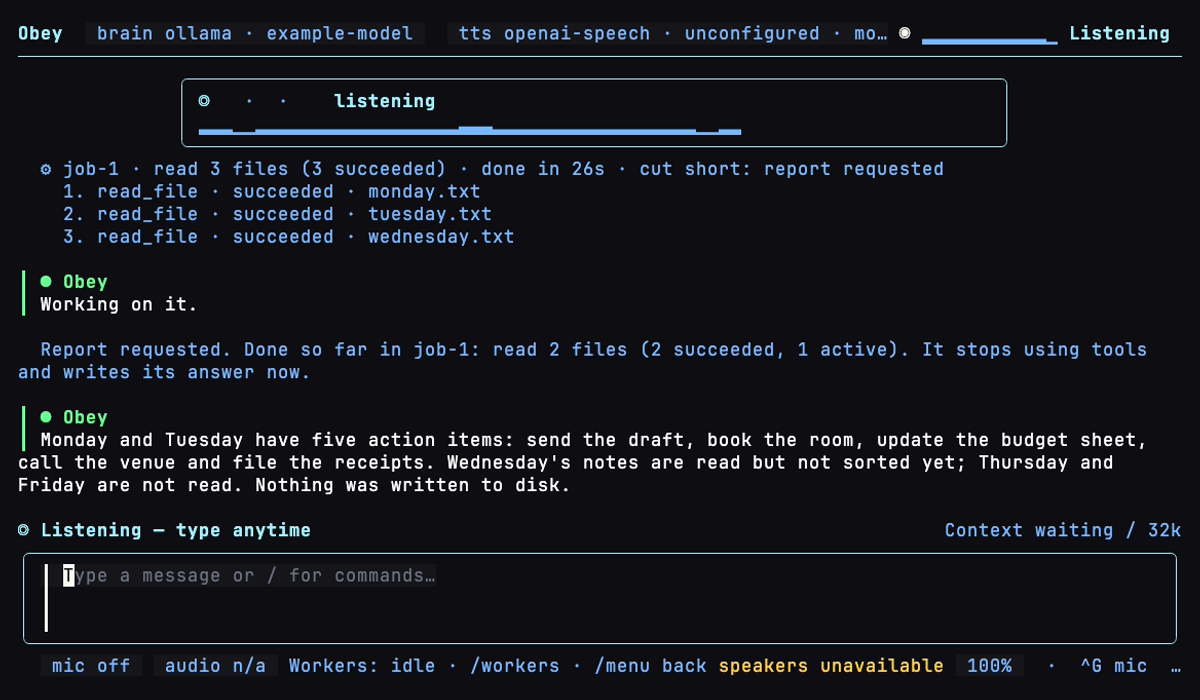 Obey brain ollama · example-model tts openai-speech · unconfigured · mo… Listening
listening
job-1 · read 3 files (3 succeeded) · done in 26s · cut short: report requested
1. read_file · succeeded · monday.txt
2. read_file · succeeded · tuesday.txt
3. read_file · succeeded · wednesday.txt
Obey
Working on it.
Report requested. Done so far in job-1: read 2 files (2 succeeded, 1 active). It stops using tools
and writes its answer now.
Obey
Monday and Tuesday have five action items: send the draft, book the room, update the budget sheet,
call the venue and file the receipts. Wednesday's notes are read but not sorted yet; Thursday and
Friday are not read. Nothing was written to disk.
Listening — type anytime Context waiting / 32k
Type a message or / for commands…
mic off audio n/a Workers: idle · /workers · /menu back speakers unavailable 100% · ^G mic …